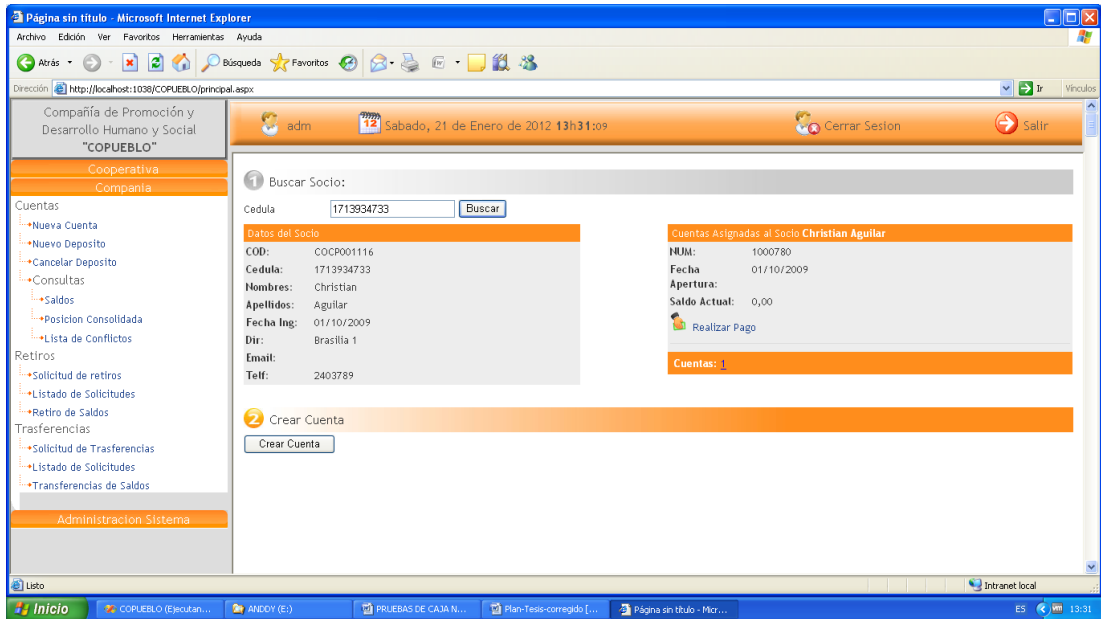 Página sin título - Microsoft Internet Explorer
Archivo Edición Ver Favoritos Herramientas Ayuda
Atrás Búsqueda Favoritos
Dirección http://localhost:1038/COPUEBLO/principal.aspx Ir Vínculos
Compañía de Promoción y
Desarrollo Humano y Social
"COPUEBLO"
adm 12 Sabado, 21 de Enero de 2012 13h31:09 Cerrar Sesion Salir
Cooperativa
Compania
Cuentas
Nueva Cuenta
Nuevo Deposito
Cancelar Deposito
Consultas
Saldos
Posicion Consolidada
Lista de Conflictos
Retiros
Solicitud de retiros
Listado de Solicitudes
Retiro de Saldos
Trasferencias
Solicitud de Trasferencias
Listado de Solicitudes
Transferencias de Saldos
Administracion Sistema
1 Buscar Socio:
Cedula 1713934733 Buscar
Datos del Socio
COD: COCP001116
Cedula: 1713934733
Nombres: Christian
Apellidos: Aguilar
Fecha Ing: 01/10/2009
Dir: Brasilia 1
Email:
Telf: 2403789
Cuentas Asignadas al Socio Christian Aguilar
NUM: 1000780
Fecha 01/10/2009
Apertura:
Saldo Actual: 0,00
Realizar Pago
Cuentas: 1
2 Crear Cuenta
Crear Cuenta
Listo Intranet local
Inicio COPUEBLO (Ejecutan... ANDDY (E:) PRUEBAS DE CAJA N... Plan-Tesis-corregido [... Página sin título - Micr... ES 13:31